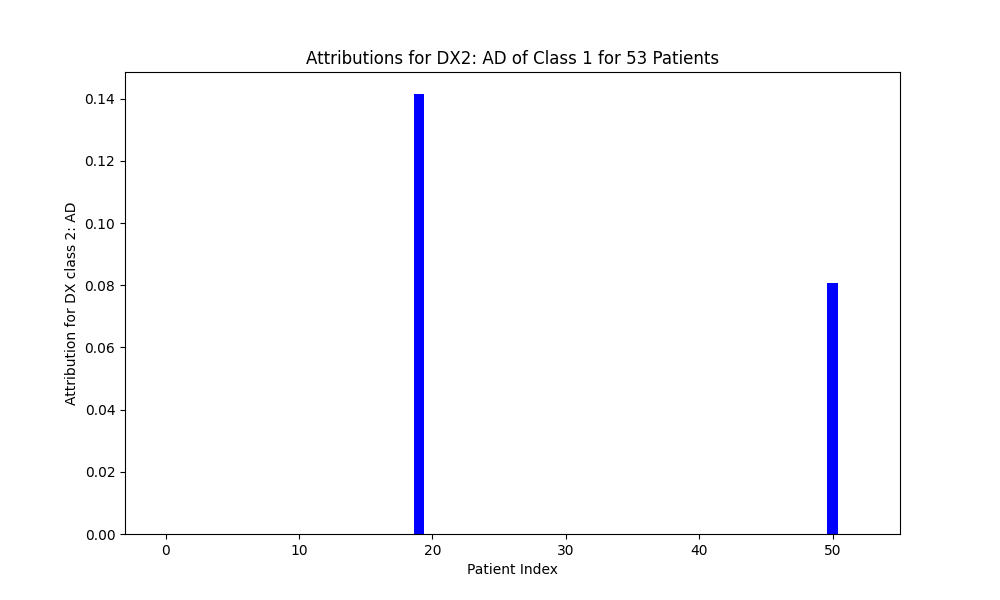 Attributions for DX2: AD of Class 1 for 53 Patients
Attribution for DX class 2: AD
0.14
0.12
0.10
0.08
0.06
0.04
0.02
0.00
0 10 20 30 40 50
Patient Index